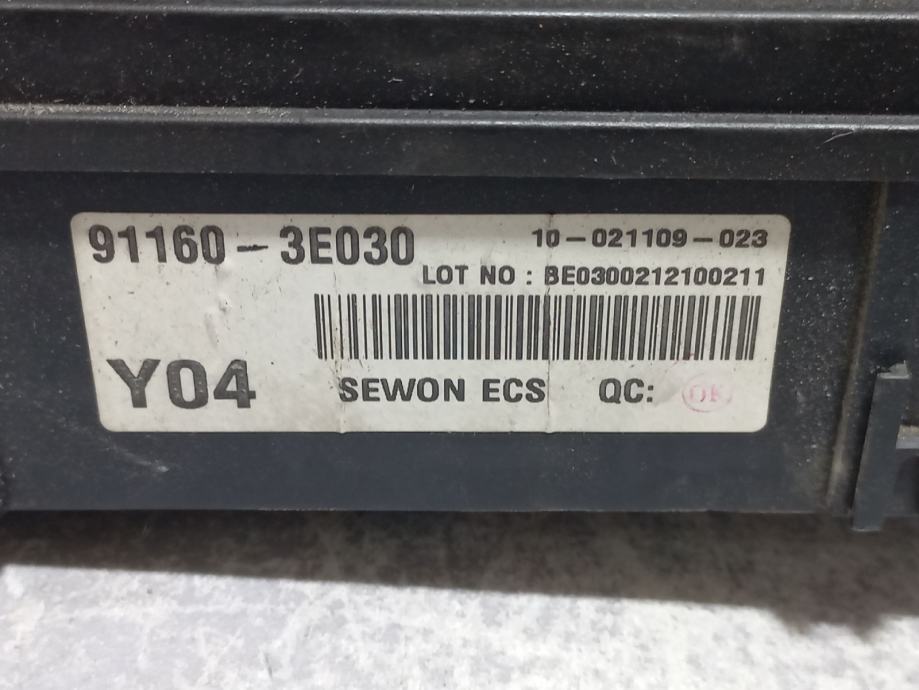 91160-3E030
10-021109-023
LOT NO : BE0300212100211
Y04
SEWON ECS
QC: OK